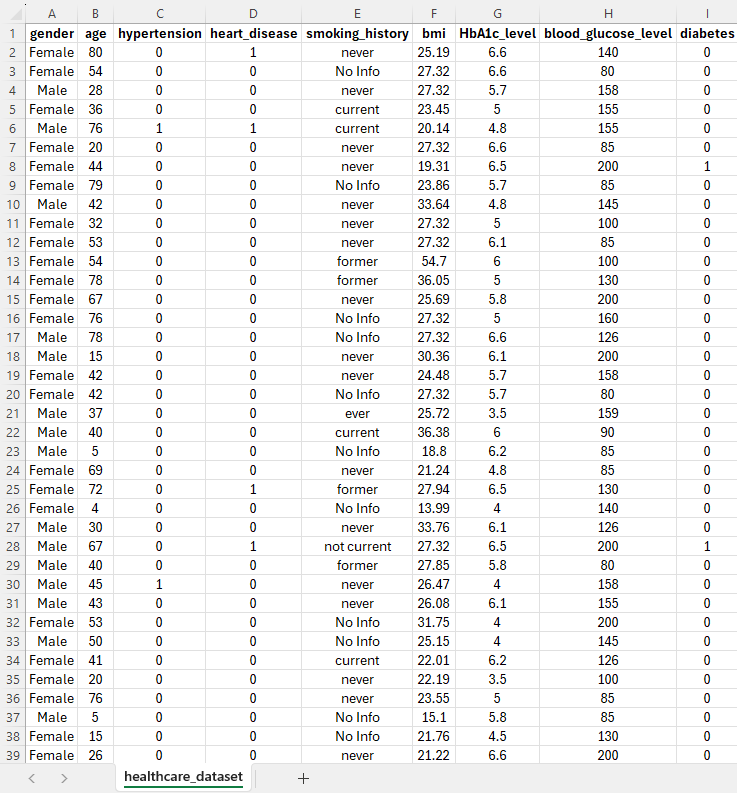 A B C D E F G H I
1 gender age hypertension heart_disease smoking_history bmi HbA1c_level blood_glucose_level diabetes
2 Female 80 0 1 never 25.19 6.6 140 0
3 Female 54 0 0 No Info 27.32 6.6 80 0
4 Male 28 0 0 never 27.32 5.7 158 0
5 Female 36 0 0 current 23.45 5 155 0
6 Male 76 1 1 current 20.14 4.8 155 0
7 Female 20 0 0 never 27.32 6.6 85 0
8 Female 44 0 0 never 19.31 6.5 200 1
9 Female 79 0 0 No Info 23.86 5.7 85 0
10 Male 42 0 0 never 33.64 4.8 145 0
11 Female 32 0 0 never 27.32 5 100 0
12 Female 53 0 0 never 27.32 6.1 85 0
13 Female 54 0 0 former 54.7 6 100 0
14 Female 78 0 0 former 36.05 5 130 0
15 Female 67 0 0 never 25.69 5.8 200 0
16 Female 76 0 0 No Info 27.32 5 160 0
17 Male 78 0 0 No Info 27.32 6.6 126 0
18 Male 15 0 0 never 30.36 6.1 200 0
19 Female 42 0 0 never 24.48 5.7 158 0
20 Female 42 0 0 No Info 27.32 5.7 80 0
21 Male 37 0 0 ever 25.72 3.5 159 0
22 Male 40 0 0 current 36.38 6 90 0
23 Male 5 0 0 No Info 18.8 6.2 85 0
24 Female 69 0 0 never 21.24 4.8 85 0
25 Female 72 0 1 former 27.94 6.5 130 0
26 Female 4 0 0 No Info 13.99 4 140 0
27 Male 30 0 0 never 33.76 6.1 126 0
28 Male 67 0 1 not current 27.32 6.5 200 1
29 Male 40 0 0 former 27.85 5.8 80 0
30 Male 45 1 0 never 26.47 4 158 0
31 Male 43 0 0 never 26.08 6.1 155 0
32 Female 53 0 0 No Info 31.75 4 200 0
33 Male 50 0 0 No Info 25.15 4 145 0
34 Female 41 0 0 current 22.01 6.2 126 0
35 Female 20 0 0 never 22.19 3.5 100 0
36 Female 76 0 0 never 23.55 5 85 0
37 Male 5 0 0 No Info 15.1 5.8 85 0
38 Female 15 0 0 No Info 21.76 4.5 130 0
39 Female 26 0 0 never 21.22 6.6 200 0
healthcare_dataset